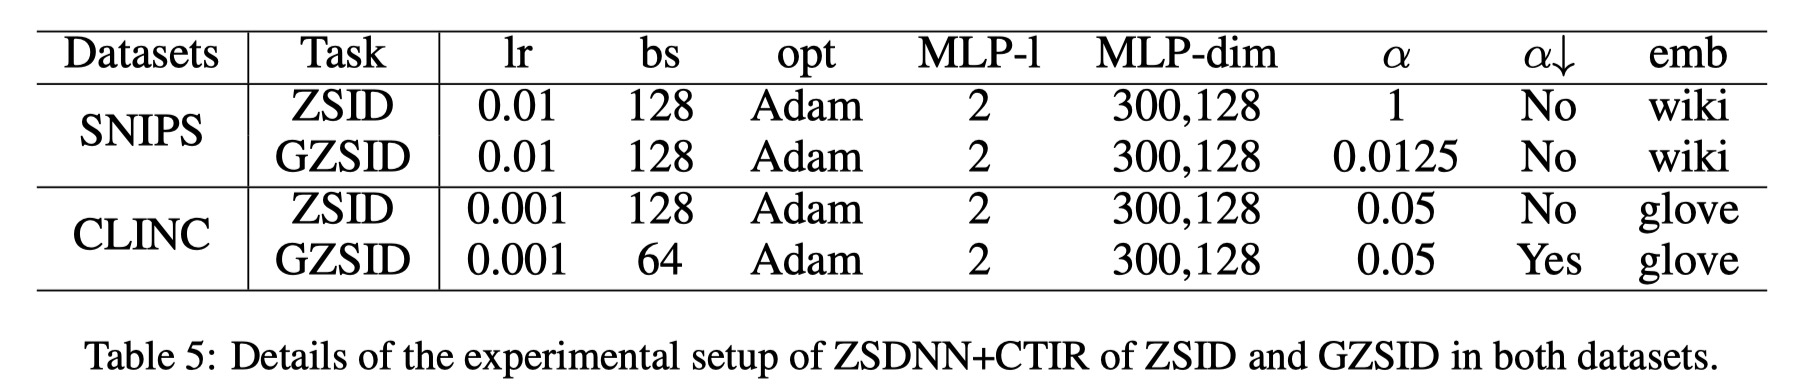 Datasets Task lr bs opt MLP-l MLP-dim α α↓ emb
SNIPS ZSID 0.01 128 Adam 2 300,128 1 No wiki
GZSID 0.01 128 Adam 2 300,128 0.0125 No wiki
CLINC ZSID 0.001 128 Adam 2 300,128 0.05 No glove
GZSID 0.001 64 Adam 2 300,128 0.05 Yes glove
Table 5: Details of the experimental setup of ZSDNN+CTIR of ZSID and GZSID in both datasets.